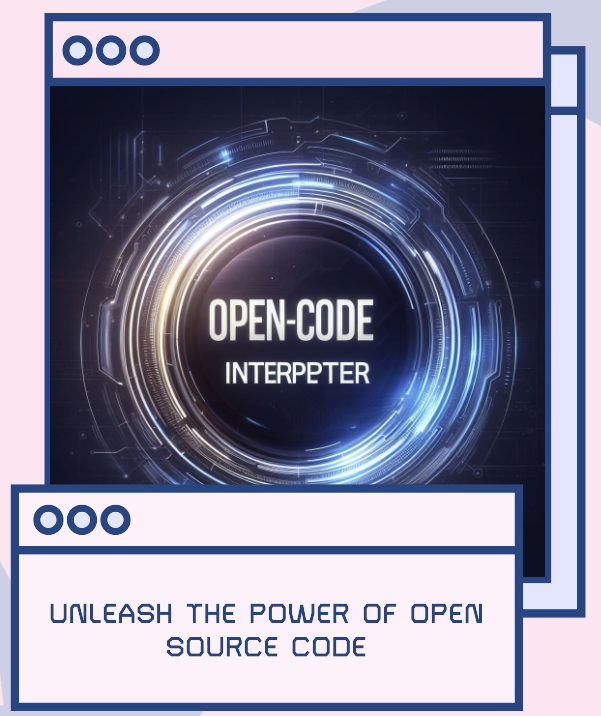 OPEN-CODE
INTERPPTER
UNLEASH THE POWER OF OPEN
SOURCE CODE